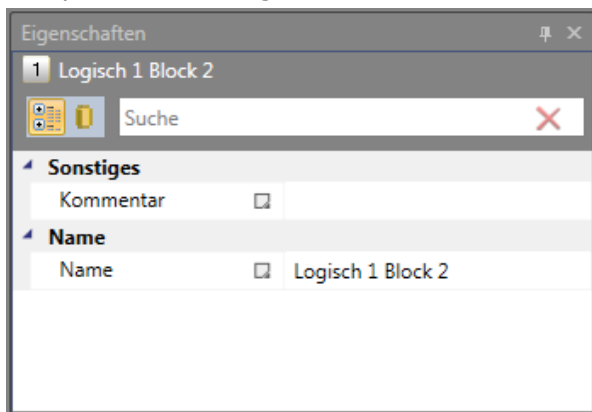 Eigenschaften
1 Logisch 1 Block 2
Suche
Sonstiges
Kommentar
Name
Name Logisch 1 Block 2